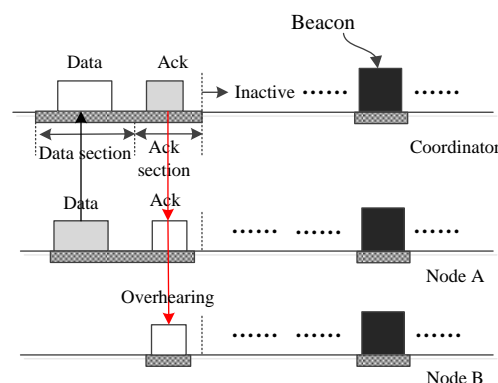 Beacon
Data
Ack
Inactive
......
......
Data section
Ack
section
Coordinator
Data
Ack
......
......
......
Node A
Overhearing
......
......
......
Node B